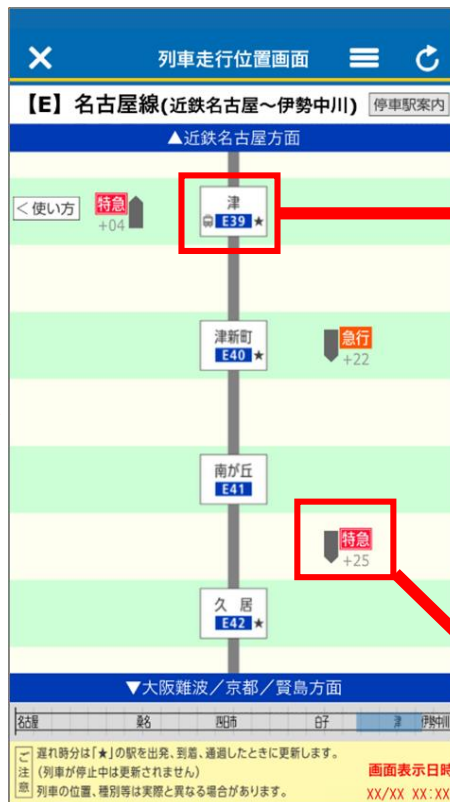 列車走行位置画面
【E】名古屋線(近鉄名古屋～伊勢中川) 停車駅案内
▲近鉄名古屋方面
＜使い方
特急
+04
津
E39 ★
津新町
E40 ★
急行
+22
南が丘
E41
特急
+25
久居
E42 ★
▼大阪難波／京都／賢島方面
名古屋 桑名 四日市 白子 津 伊勢中川
ご注意
遅れ時分は「★」の駅を出発、到着、通過したときに更新します。
(列車が停止中は更新されません)
列車の位置、種別等は実際と異なる場合があります。
画面表示日時
XX/XX XX:XX